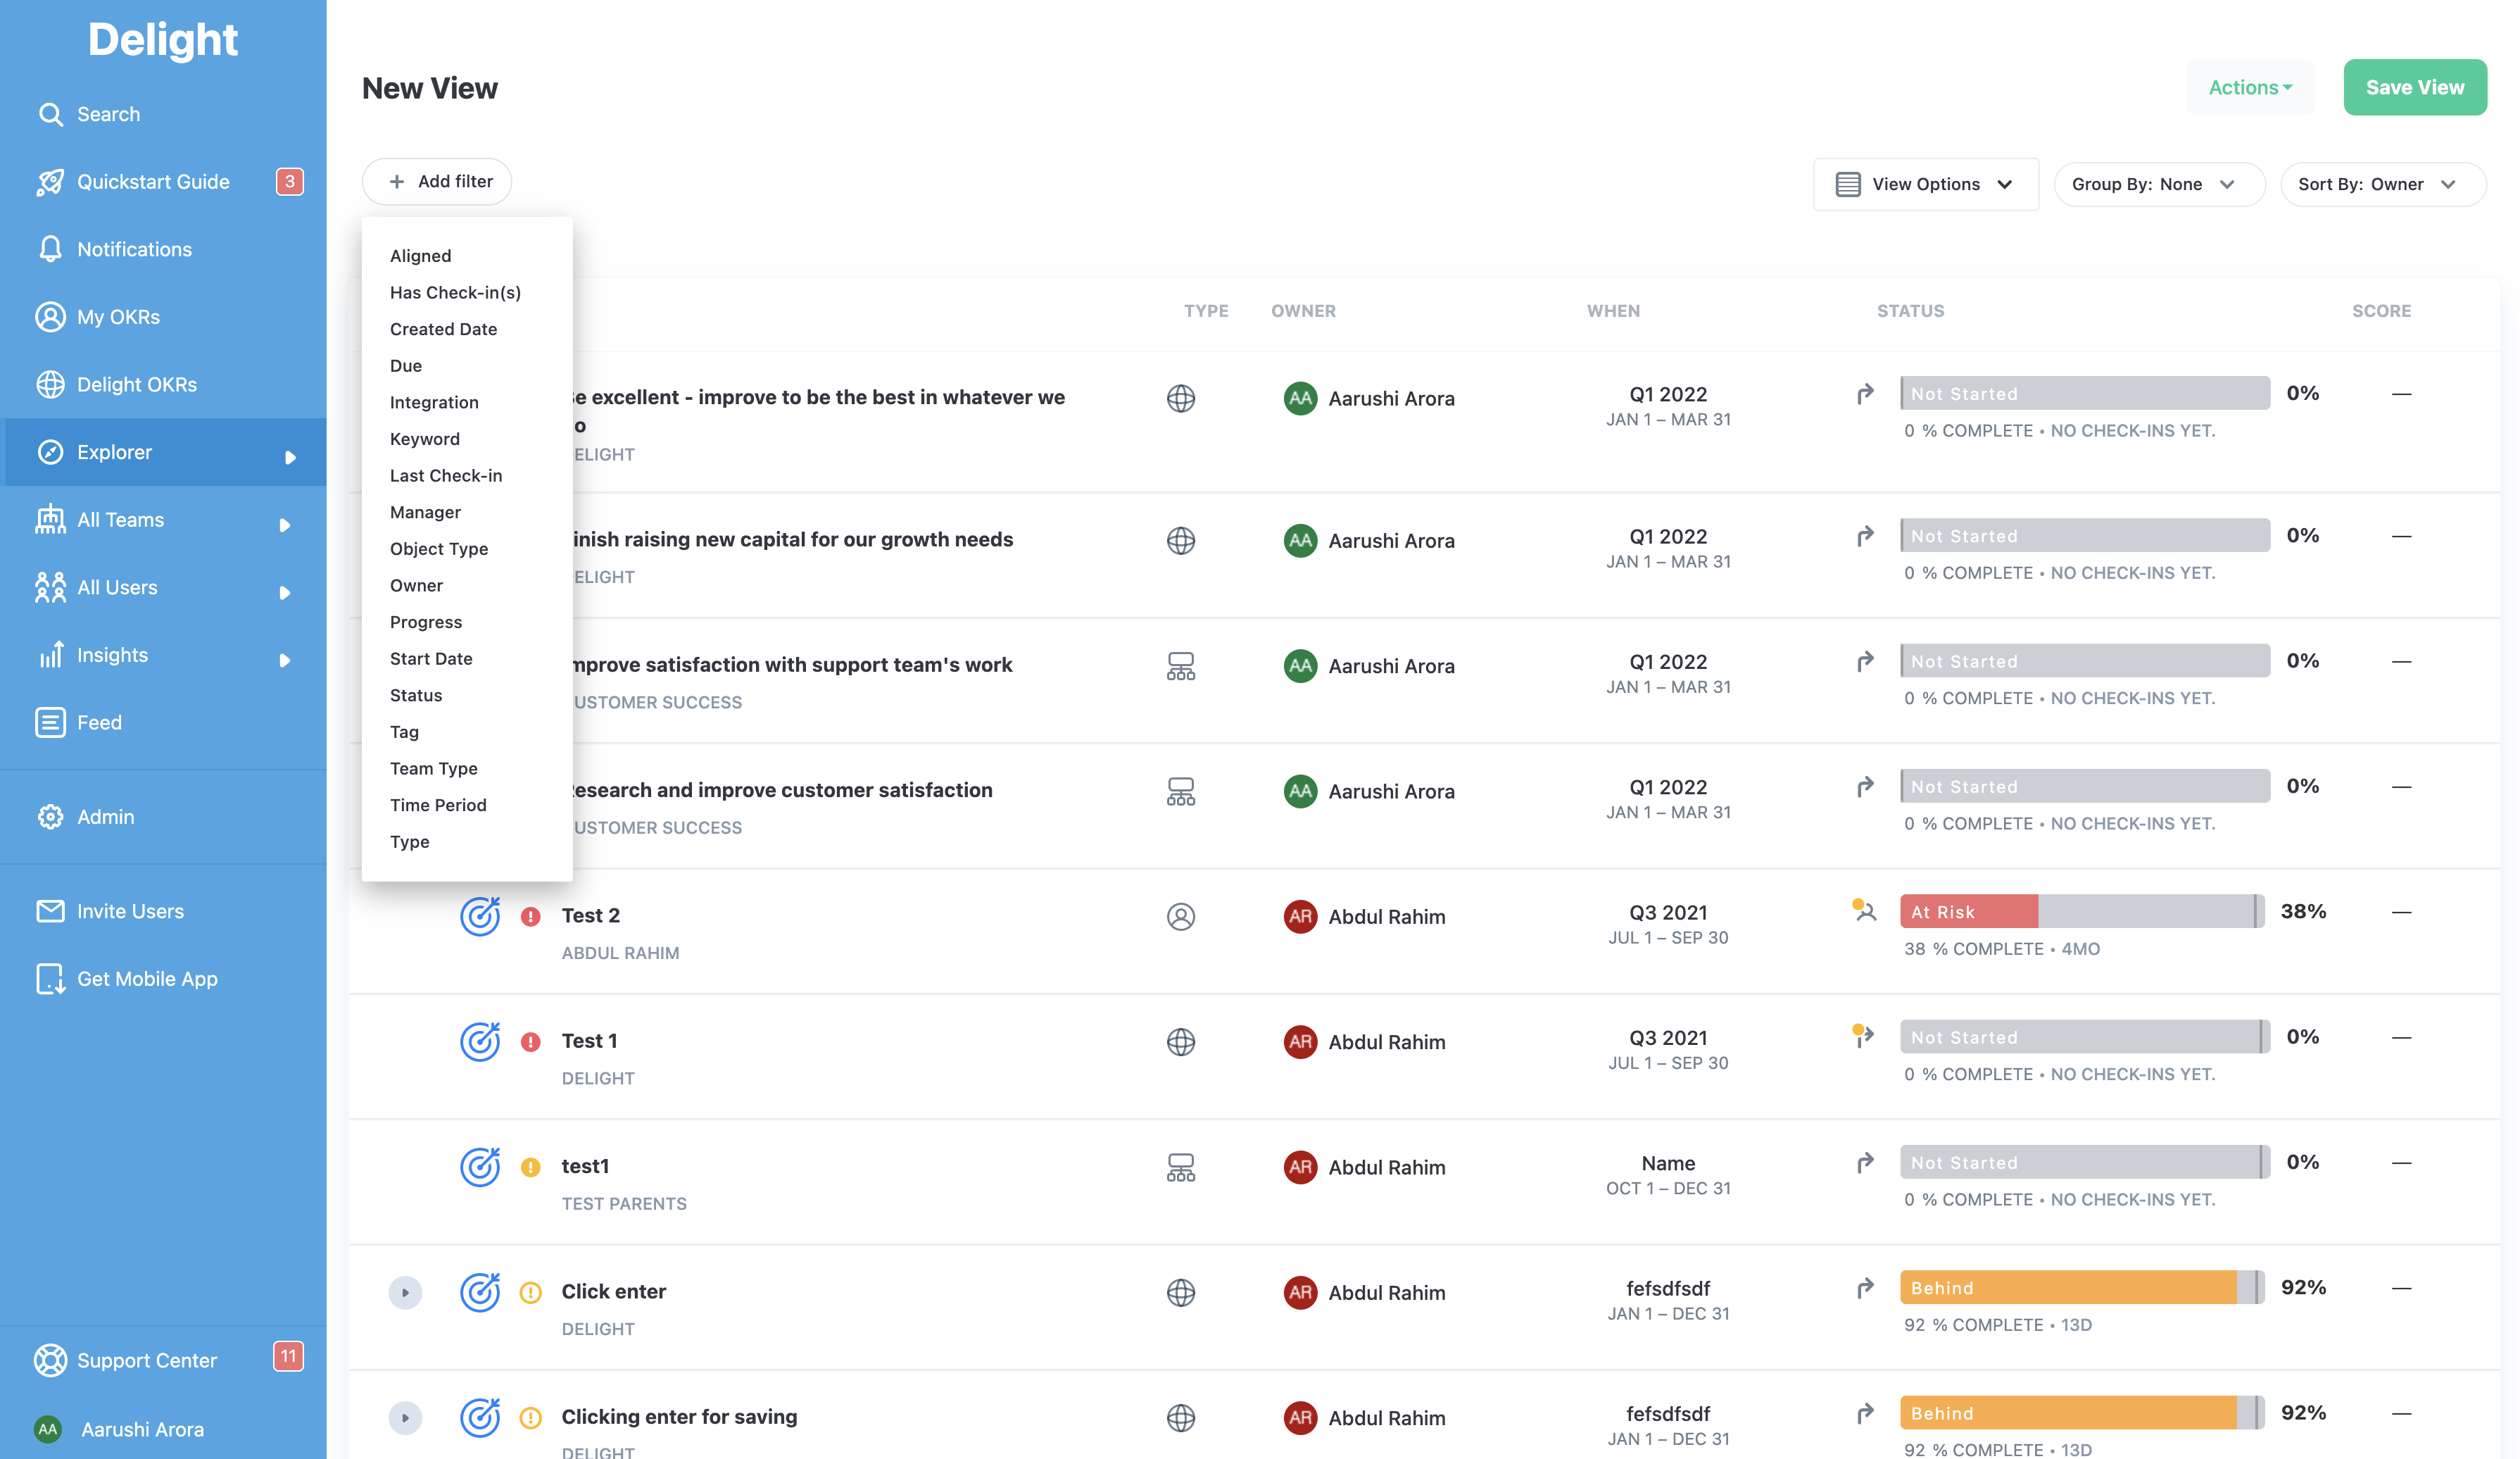 Delight
Search
Quickstart Guide 3
Notifications
My OKRs
Delight OKRs
Explorer
All Teams
All Users
Insights
Feed
Admin
Invite Users
Get Mobile App
Support Center 11
AA Aarushi Arora
New View
Actions
Save View
+ Add filter
View Options
Group By: None
Sort By: Owner
Aligned
Has Check-in(s)
Created Date
Due
Integration
Keyword
Last Check-in
Manager
Object Type
Owner
Progress
Start Date
Status
Tag
Team Type
Time Period
Type
TYPE OWNER WHEN STATUS SCORE
e excellent - improve to be the best in whatever we
o
ELIGHT
AA Aarushi Arora
Q1 2022
JAN 1 – MAR 31
Not Started 0% —
0 % COMPLETE • NO CHECK-INS YET.
inish raising new capital for our growth needs
ELIGHT
AA Aarushi Arora
Q1 2022
JAN 1 – MAR 31
Not Started 0% —
0 % COMPLETE • NO CHECK-INS YET.
mprove satisfaction with support team's work
USTOMER SUCCESS
AA Aarushi Arora
Q1 2022
JAN 1 – MAR 31
Not Started 0% —
0 % COMPLETE • NO CHECK-INS YET.
esearch and improve customer satisfaction
USTOMER SUCCESS
AA Aarushi Arora
Q1 2022
JAN 1 – MAR 31
Not Started 0% —
0 % COMPLETE • NO CHECK-INS YET.
Test 2
ABDUL RAHIM
AR Abdul Rahim
Q3 2021
JUL 1 – SEP 30
At Risk 38% —
38 % COMPLETE • 4MO
Test 1
DELIGHT
AR Abdul Rahim
Q3 2021
JUL 1 – SEP 30
Not Started 0% —
0 % COMPLETE • NO CHECK-INS YET.
test1
TEST PARENTS
AR Abdul Rahim
Name
OCT 1 – DEC 31
Not Started 0% —
0 % COMPLETE • NO CHECK-INS YET.
Click enter
DELIGHT
AR Abdul Rahim
fefsdfsdf
JAN 1 – DEC 31
Behind 92% —
92 % COMPLETE • 13D
Clicking enter for saving
DELIGHT
AR Abdul Rahim
fefsdfsdf
JAN 1 – DEC 31
Behind 92% —
92 % COMPLETE • 13D